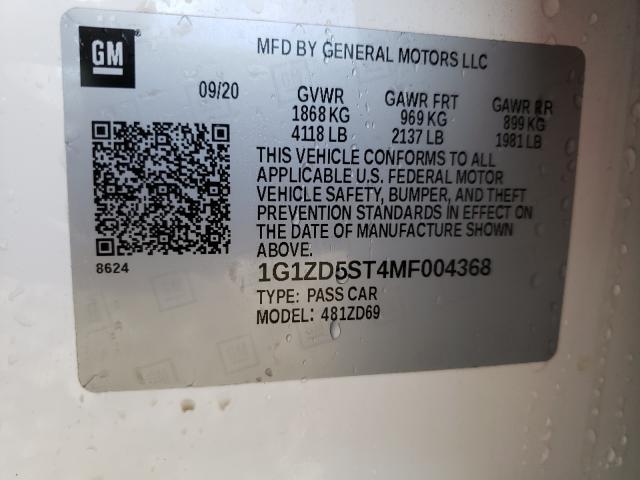 GM
MFD BY GENERAL MOTORS LLC
09/20 GVWR GAWR FRT GAWR RR
1868 KG 969 KG 899 KG
4118 LB 2137 LB 1981 LB
THIS VEHICLE CONFORMS TO ALL
APPLICABLE U.S. FEDERAL MOTOR
VEHICLE SAFETY, BUMPER, AND THEFT
PREVENTION STANDARDS IN EFFECT ON
THE DATE OF MANUFACTURE SHOWN
ABOVE.
8624
1G1ZD5ST4MF004368
TYPE: PASS CAR
MODEL: 481ZD69